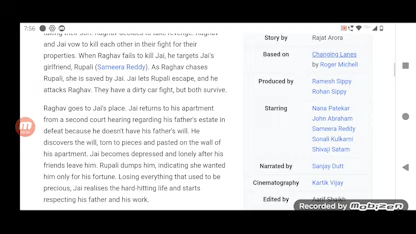 7:56
taking their son. Raghav decided to take revenge. Raghav
and Jai vow to kill each other in their fight for their
properties. When Raghav fails to kill Jai, he targets Jai's
girlfriend, Rupali (Sameera Reddy). As Raghav chases
Rupali, she is saved by Jai. Jai lets Rupali escape, and he
attacks Raghav. They have a dirty car fight, but both survive.
Raghav goes to Jai's place. Jai returns to his apartment
from a second court hearing regarding his father's estate in
defeat because he doesn't have his father's will. He
discovers the will, torn to pieces and pasted on the wall of
his apartment. Jai becomes depressed and lonely after his
friends leave him. Rupali dumps him, indicating she wanted
him only for his fortune. Losing everything that used to be
precious, Jai realises the hard-hitting life and starts
respecting his father and his work.
Story by Rajat Arora
Based on Changing Lanes
by Roger Michell
Produced by Ramesh Sippy
Rohan Sippy
Starring Nana Patekar
John Abraham
Sameera Reddy
Sonali Kulkarni
Shivaji Satam
Narrated by Sanjay Dutt
Cinematography Kartik Vijay
Edited by Aarif Sheikh
Recorded by Mobizen